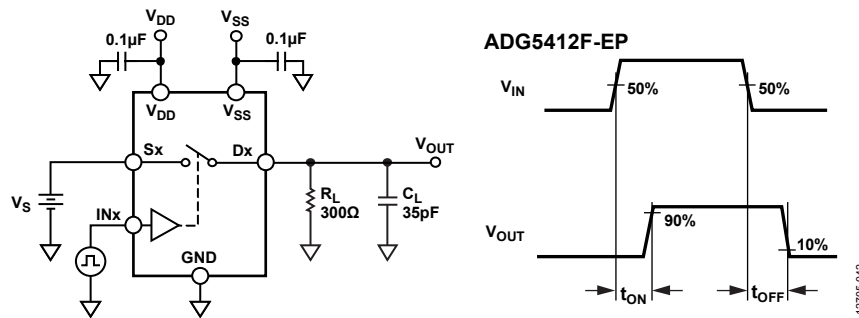 VDD
VSS
0.1µF
0.1µF
VDD
VSS
Sx
Dx
VOUT
VS
INx
RL
300Ω
CL
35pF
GND
ADG5412F-EP
VIN
50%
50%
VOUT
90%
10%
tON
tOFF